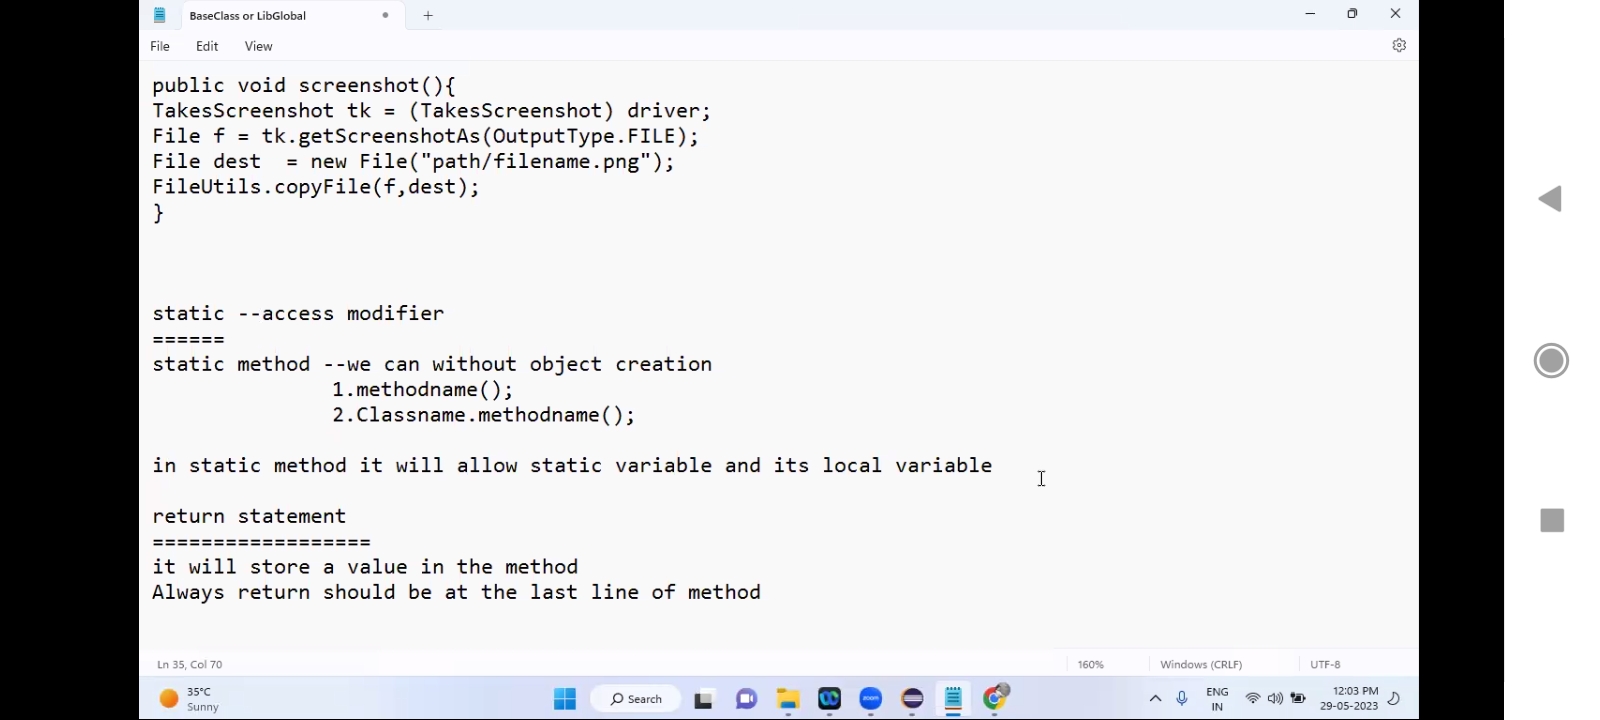 BaseClass or LibGlobal
File Edit View
public void screenshot(){
TakesScreenshot tk = (TakesScreenshot) driver;
File f = tk.getScreenshotAs(OutputType.FILE);
File dest  = new File("path/filename.png");
FileUtils.copyFile(f,dest);
}
static --access modifier
======
static method --we can without object creation
1.methodname();
2.Classname.methodname();
in static method it will allow static variable and its local variable
return statement
==================
it will store a value in the method
Always return should be at the last line of method
Ln 35, Col 70 160% Windows (CRLF) UTF-8
35°C
Sunny
Search
zoom
ENG
IN
12:03 PM
29-05-2023